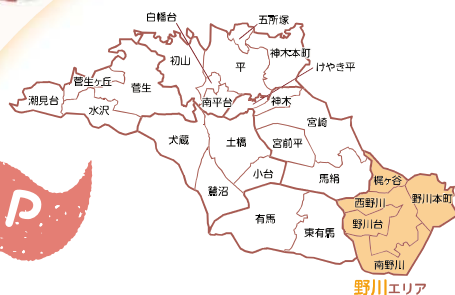 白幡台
五所塚
初山
平
神木本町
けやき平
菅生ヶ丘
菅生
潮見台
水沢
南平台
神木
宮崎
犬蔵
土橋
宮前平
小台
馬絹
鷺沼
梶ヶ谷
西野川
野川本町
有馬
東有馬
野川台
南野川
野川エリア
P